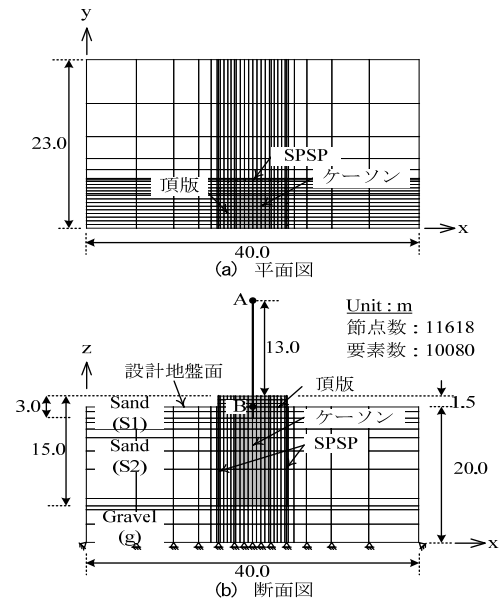 y
23.0
SPSP
頂版
ケーソン
x
40.0
(a) 平面図
A
Unit : m
節点数 : 11618
要素数 : 10080
13.0
z
設計地盤面
頂版
3.0
Sand
(S1)
B
1.5
ケーソン
15.0
Sand
(S2)
SPSP
20.0
Gravel
(g)
x
40.0
(b) 断面図